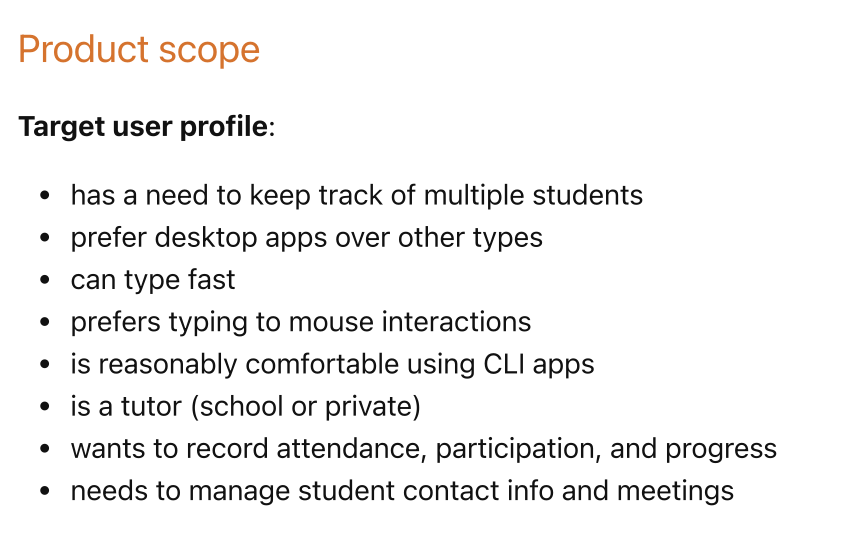 Product scope
Target user profile:
• has a need to keep track of multiple students
• prefer desktop apps over other types
• can type fast
• prefers typing to mouse interactions
• is reasonably comfortable using CLI apps
• is a tutor (school or private)
• wants to record attendance, participation, and progress
• needs to manage student contact info and meetings